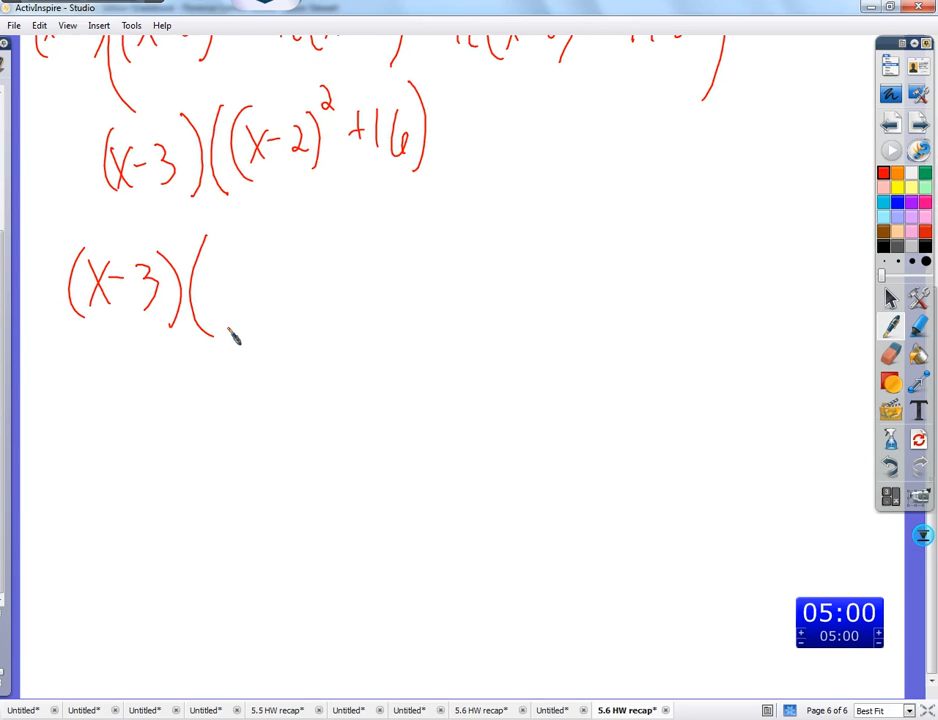 ActivInspire - Studio
File Edit View Insert Tools Help
(x-3)((x-2)²+16)
(x-3)(
05:00
05:00
Untitled* Untitled* Untitled* Untitled* 5.5 HW recap* Untitled* Untitled* 5.6 HW recap* Untitled* 5.6 HW recap* Page 6 of 6 Best Fit